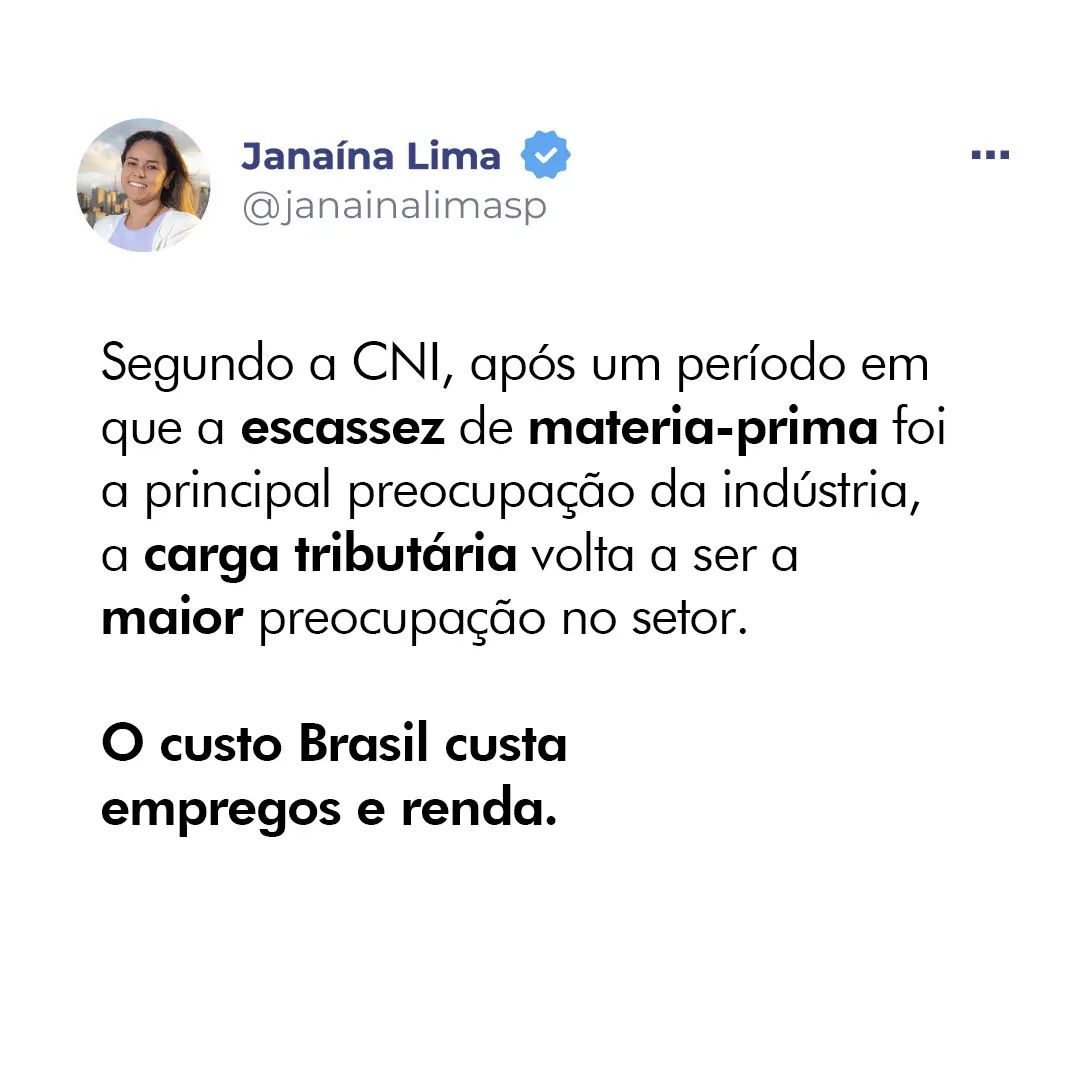 Janaína Lima
@janainalimasp
Segundo a CNI, após um período em
que a escassez de materia-prima foi
a principal preocupação da indústria,
a carga tributária volta a ser a
maior preocupação no setor.
O custo Brasil custa
empregos e renda.